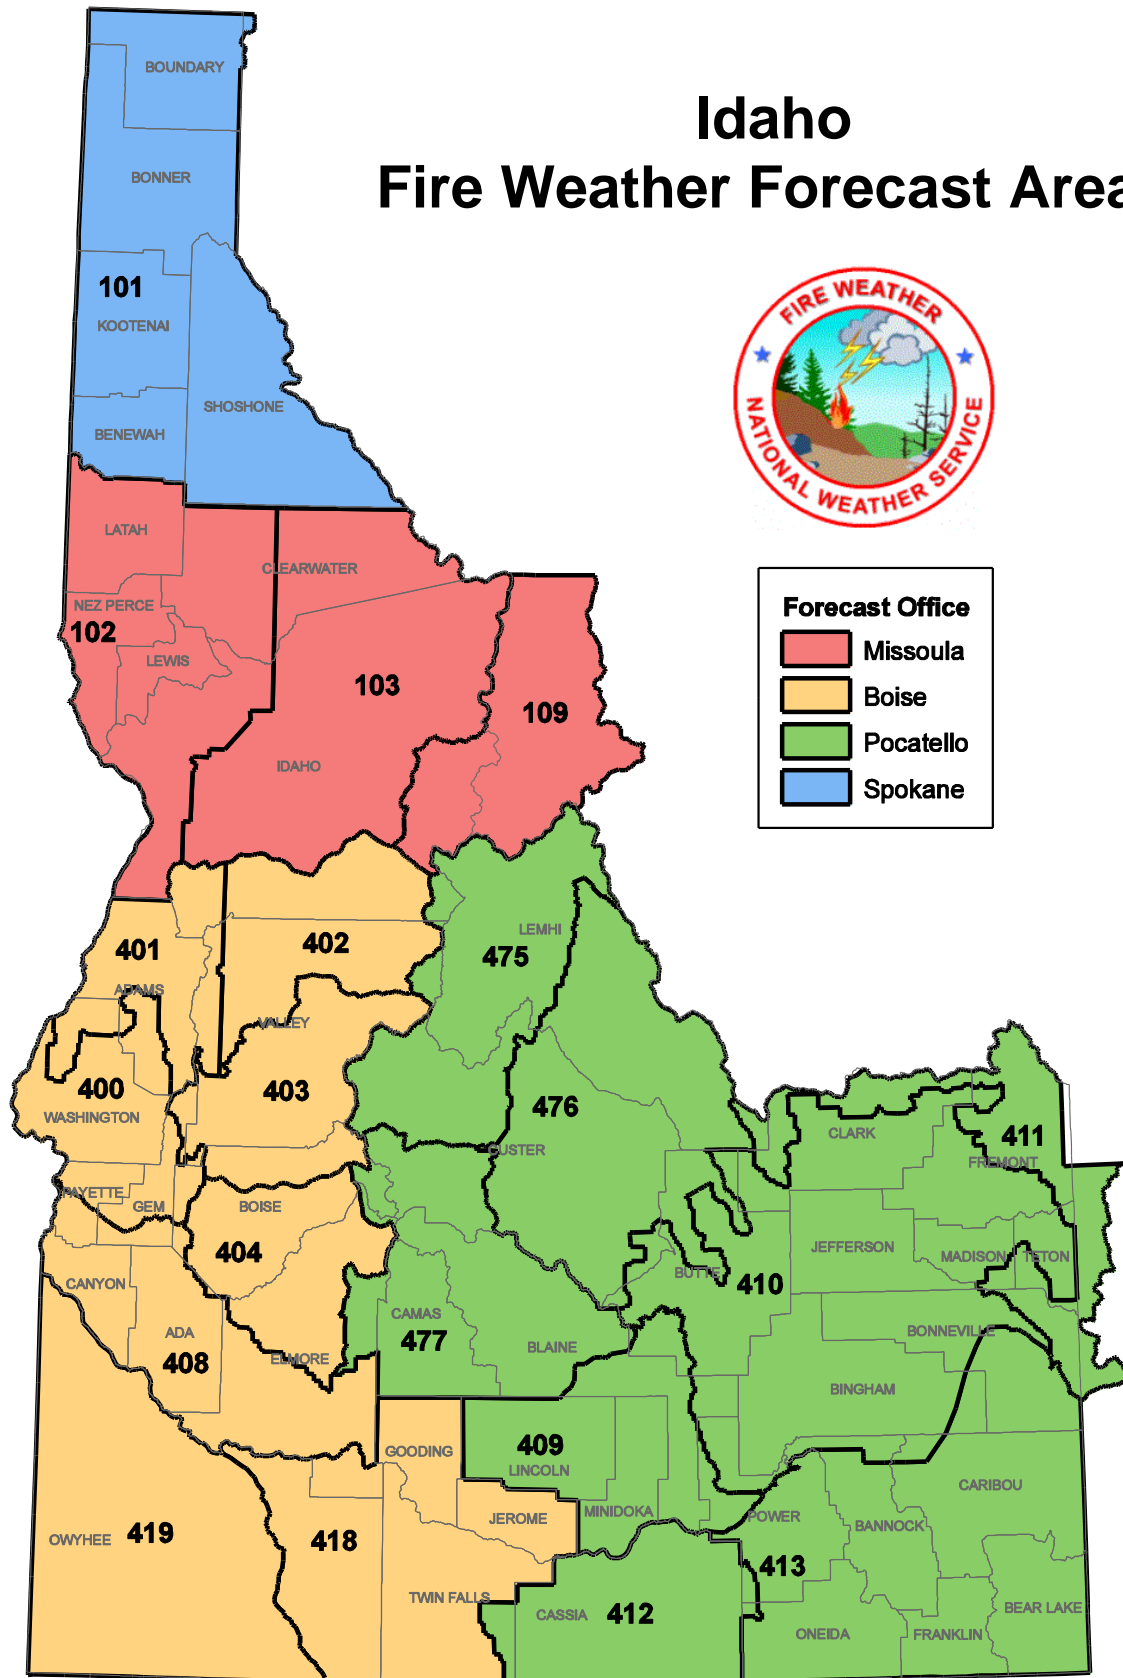 Idaho
Fire Weather Forecast Area
FIRE WEATHER
NATIONAL WEATHER SERVICE
Forecast Office
Missoula
Boise
Pocatello
Spokane
BOUNDARY
BONNER
101
KOOTENAI
SHOSHONE
BENEWAH
LATAH
CLEARWATER
NEZ PERCE
102
LEWIS
103
109
IDAHO
401
402
LEMHI
475
ADAMS
VALLEY
400
403
476
WASHINGTON
CUSTER
CLARK
411
FREMONT
PAYETTE
GEM
BOISE
404
JEFFERSON
MADISON
TETON
CANYON
BUTTE
410
CAMAS
477
ADA
408
ELMORE
BLAINE
BONNEVILLE
BINGHAM
GOODING
409
LINCOLN
CARIBOU
MINIDOKA
JEROME
POWER
BANNOCK
OWYHEE
419
418
413
TWIN FALLS
CASSIA
412
ONEIDA
FRANKLIN
BEAR LAKE